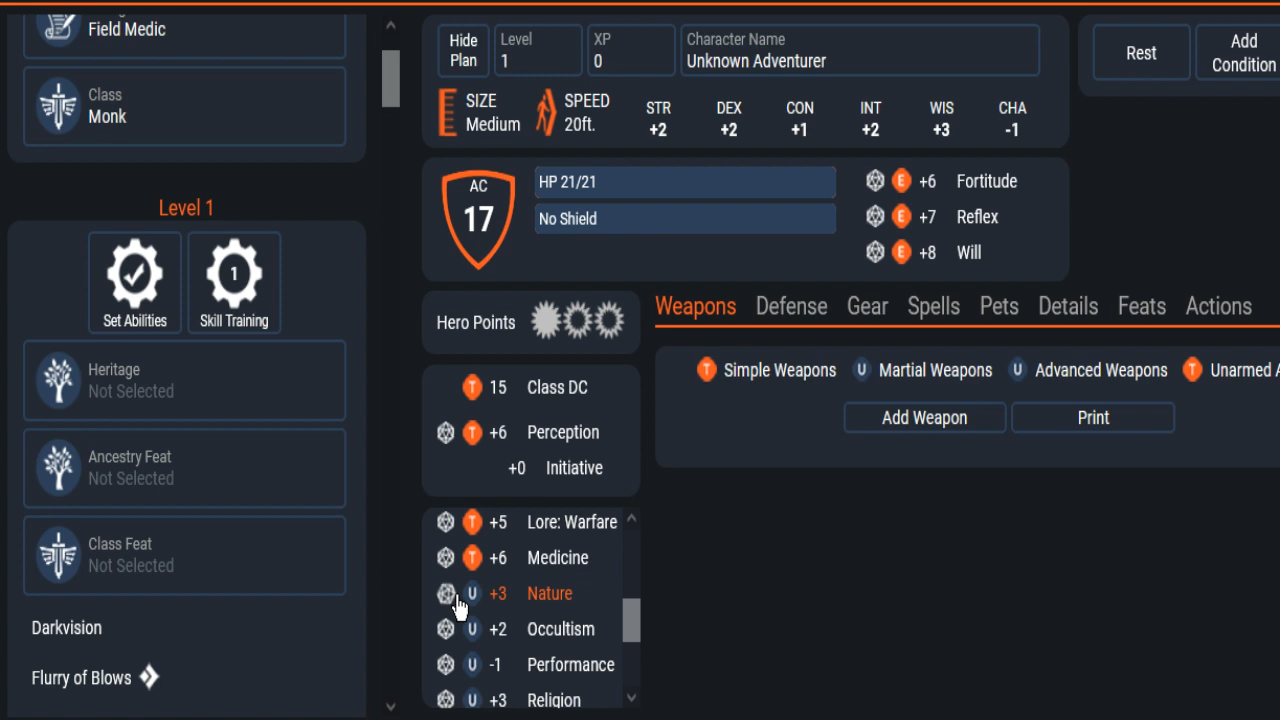 Field Medic
Class
Monk
Level 1
Set Abilities
1
Skill Training
Heritage
Not Selected
Ancestry Feat
Not Selected
Class Feat
Not Selected
Darkvision
Flurry of Blows
Hide
Plan
Level
1
XP
0
Character Name
Unknown Adventurer
SIZE
Medium
SPEED
20ft.
STR
+2
DEX
+2
CON
+1
INT
+2
WIS
+3
CHA
-1
AC
17
HP 21/21
No Shield
E +6 Fortitude
E +7 Reflex
E +8 Will
Hero Points
T 15 Class DC
T +6 Perception
+0 Initiative
T +5 Lore: Warfare
T +6 Medicine
U +3 Nature
U +2 Occultism
U -1 Performance
U +3 Religion
Rest
Add
Condition
Weapons Defense Gear Spells Pets Details Feats Actions
T Simple Weapons U Martial Weapons U Advanced Weapons T Unarmed
Add Weapon
Print